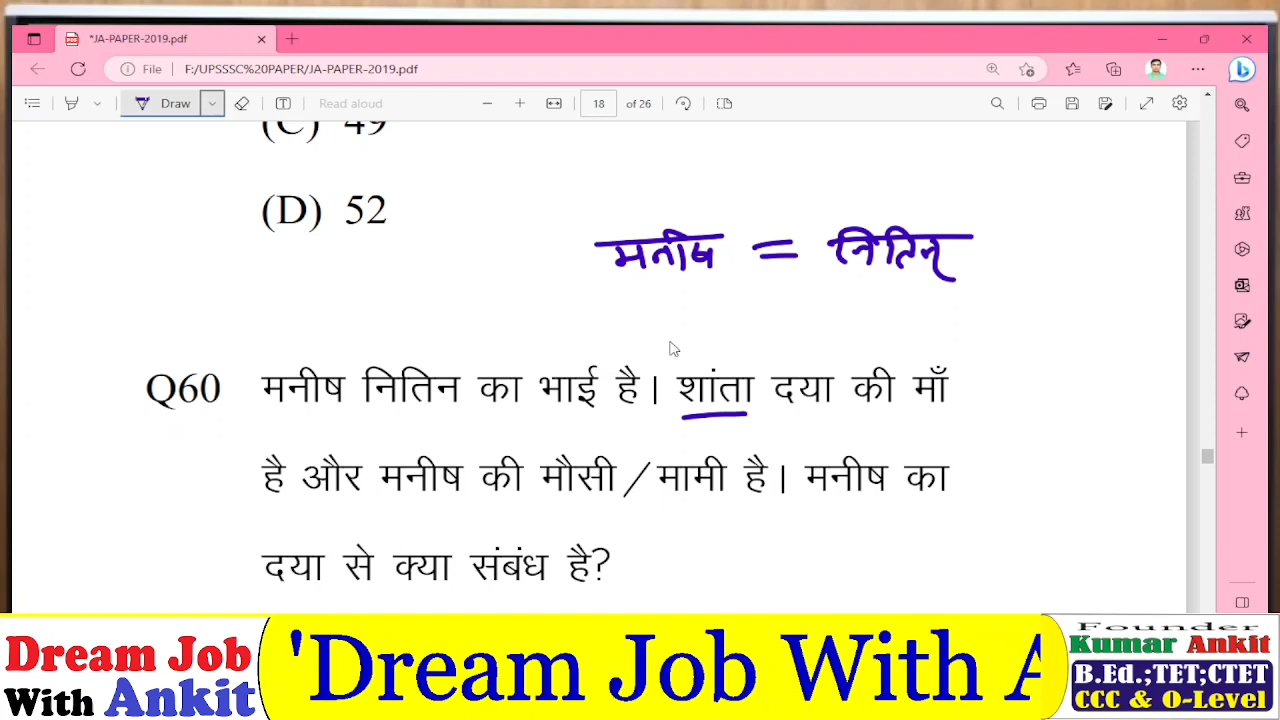 *JA-PAPER-2019.pdf
File F:/UPSSSC%20PAPER/JA-PAPER-2019.pdf
Draw Read aloud 18 of 26
(C) 49
(D) 52
मनीष = नितिन्
Q60 मनीष नितिन का भाई है। शांता दया की माँ
है और मनीष की मौसी/मामी है। मनीष का
दया से क्या संबंध है?
Dream Job
With Ankit
'Dream Job With A
Founder
Kumar Ankit
B.Ed.;TET;CTET
CCC & O-Level